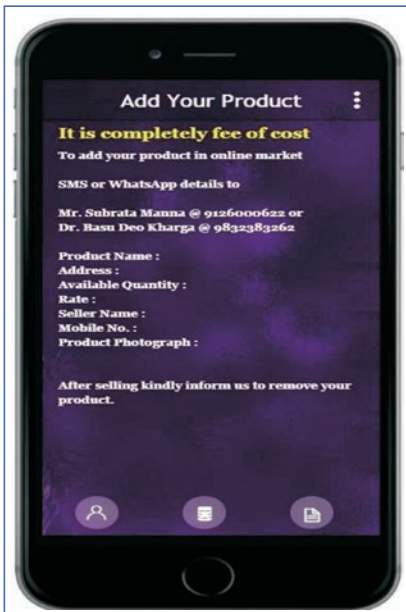 Add Your Product
It is completely fee of cost
To add your product in online market
SMS or WhatsApp details to
Mr. Subrata Manna @ 9126000622 or
Dr. Basu Deo Kharga @ 9832383262
Product Name :
Address :
Available Quantity :
Rate :
Seller Name :
Mobile No. :
Product Photograph :
After selling kindly inform us to remove your
product.